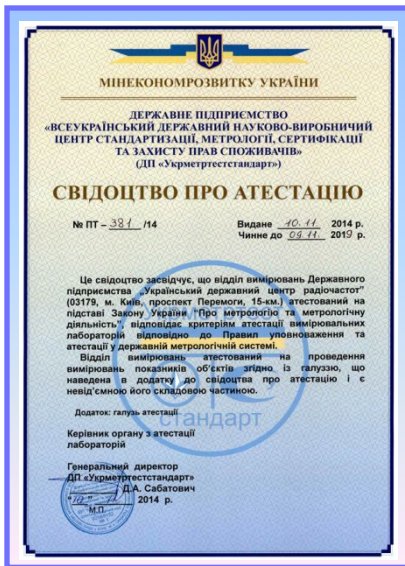 МІНЕКОНОМРОЗВИТКУ УКРАЇНИ
ДЕРЖАВНЕ ПІДПРИЄМСТВО
«ВСЕУКРАЇНСЬКИЙ ДЕРЖАВНИЙ НАУКОВО-ВИРОБНИЧИЙ
ЦЕНТР СТАНДАРТИЗАЦІЇ, МЕТРОЛОГІЇ, СЕРТИФІКАЦІЇ
ТА ЗАХИСТУ ПРАВ СПОЖИВАЧІВ»
(ДП «Укрметртестстандарт»)
СВІДОЦТВО ПРО АТЕСТАЦІЮ
№ ПТ – 381 /14 Видане 10.11 2014 р.
Чинне до 09.11. 2019 р.
Це свідоцтво засвідчує, що відділ вимірювань Державного
підприємства „Український державний центр радіочастот"
(03179, м. Київ, проспект Перемоги, 15-км.) атестований на
підставі Закону України "Про метрологію та метрологічну
діяльність", відповідає критеріям атестації вимірювальних
лабораторій відповідно до Правил уповноваження та
атестації у державній метрологічній системі.
Відділ вимірювань атестований на проведення
вимірювань показників об'єктів згідно із галуззю, що
наведена в додатку до свідоцтва про атестацію і є
невід'ємною його складовою частиною.
Додаток: галузь атестації
стандарт
Керівник органу з атестації
лабораторій
Генеральний директор
ДП «Укрметртестстандарт»
Д.А. Сабатович
2014 р.
М.П.